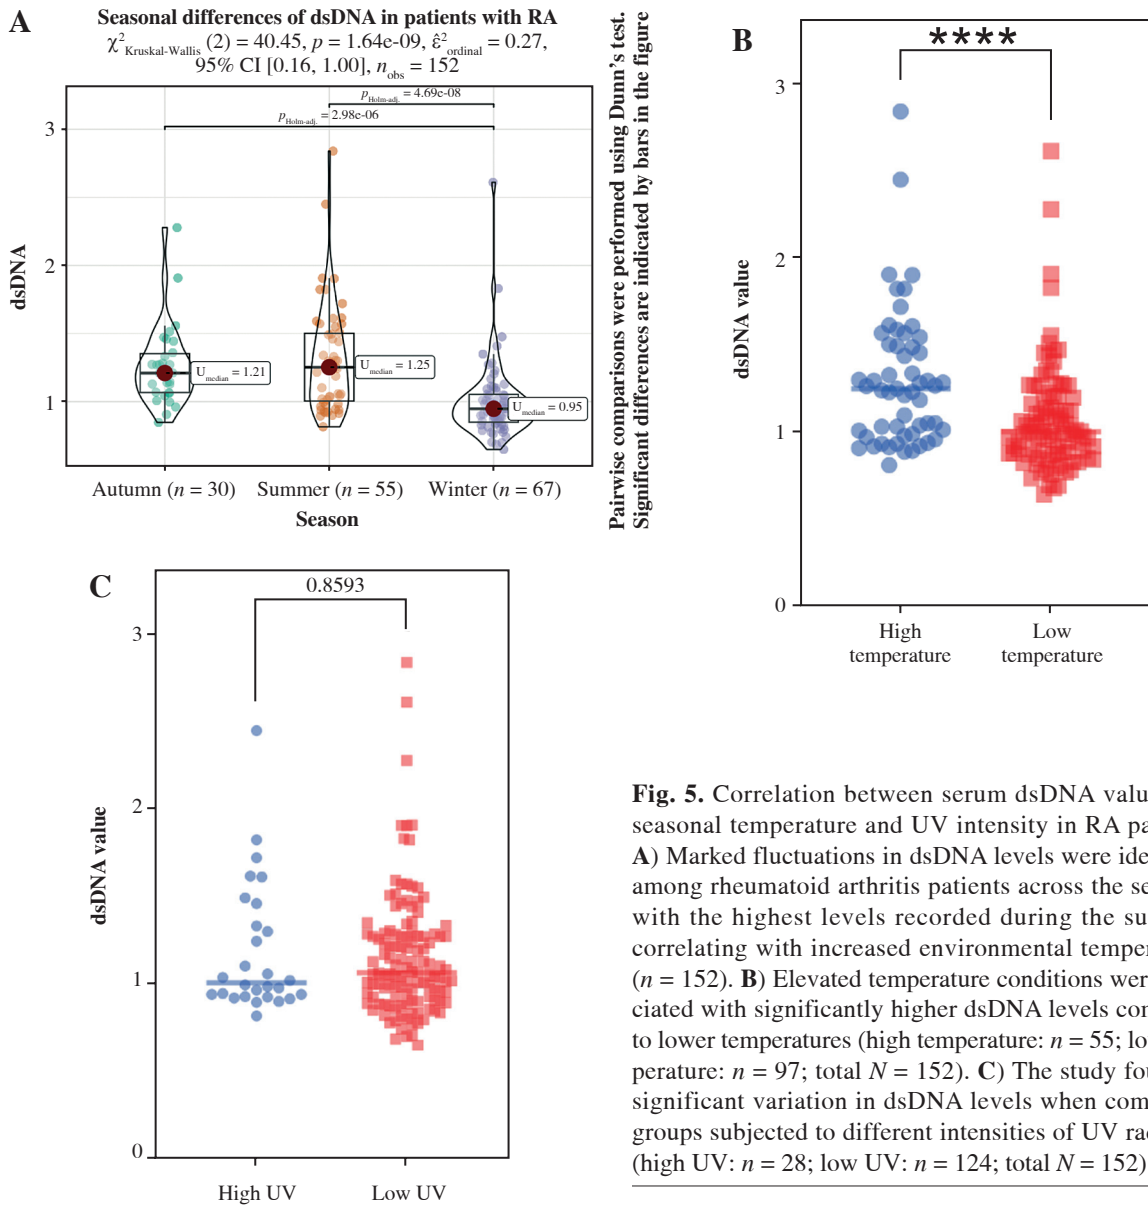 A
Seasonal differences of dsDNA in patients with RA
χ²Kruskal-Wallis (2) = 40.45, p = 1.64e-09, ε̂²ordinal = 0.27,
95% CI [0.16, 1.00], nobs = 152
pHolm-adj. = 4.69e-08
pHolm-adj. = 2.98e-06
3
2
1
dsDNA
Umedian = 1.21
Umedian = 1.25
Umedian = 0.95
Autumn (n = 30) Summer (n = 55) Winter (n = 67)
Season
Pairwise comparisons were performed using Dunn's test.
Significant differences are indicated by bars in the figure
B
****
3
2
1
0
dsDNA value
High
temperature
Low
temperature
C
0.8593
3
2
1
0
dsDNA value
High UV
Low UV
Fig. 5. Correlation between serum dsDNA valu
seasonal temperature and UV intensity in RA pa
A) Marked fluctuations in dsDNA levels were ide
among rheumatoid arthritis patients across the se
with the highest levels recorded during the su
correlating with increased environmental temper
(n = 152). B) Elevated temperature conditions were
ciated with significantly higher dsDNA levels con
to lower temperatures (high temperature: n = 55; lo
perature: n = 97; total N = 152). C) The study fou
significant variation in dsDNA levels when com
groups subjected to different intensities of UV rad
(high UV: n = 28; low UV: n = 124; total N = 152)